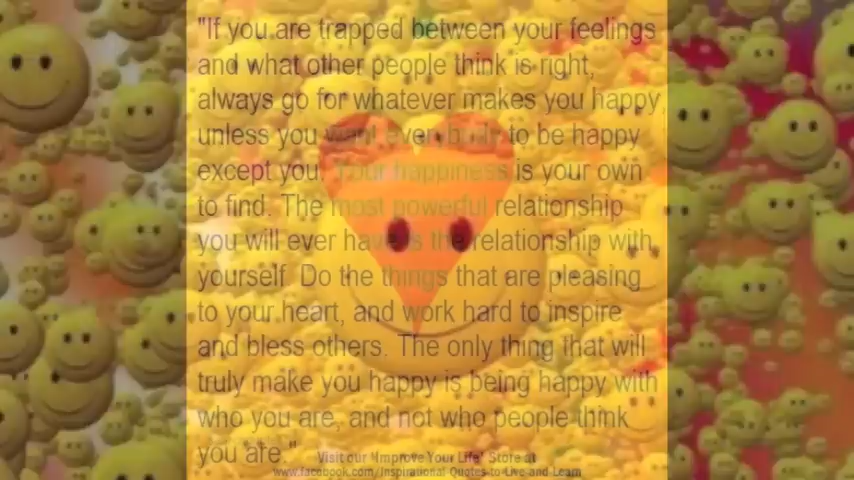 "If you are trapped between your feelings
and what other people think is right,
always go for whatever makes you happy,
unless you want everybody to be happy
except you. Your happiness is your own
to find. The most powerful relationship
you will ever have is the relationship with
yourself. Do the things that are pleasing
to your heart, and work hard to inspire
and bless others. The only thing that will
truly make you happy is being happy with
who you are, and not who people think
you are."
Visit our "Improve Your Life" Store at
www.facebook.com/Inspirational-Quotes-to-Live-and-Learn